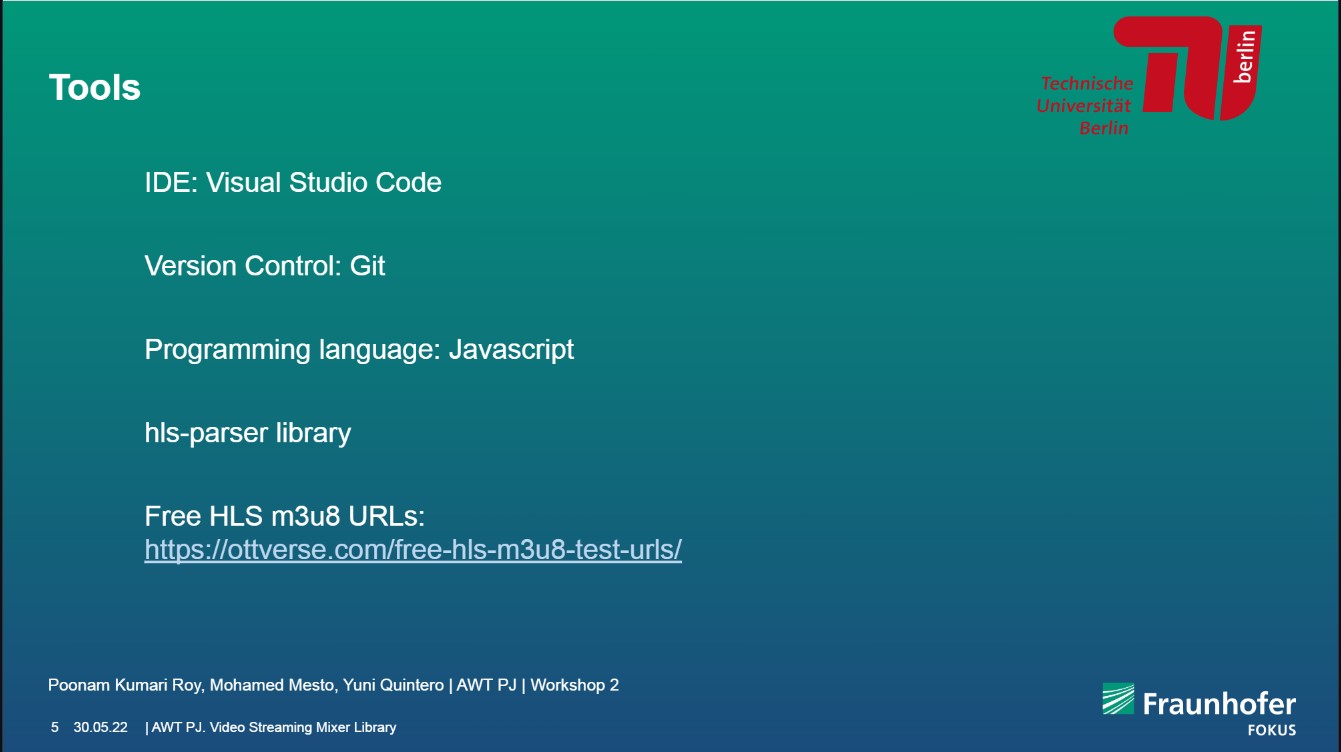 Tools
Technische
Universität
Berlin
berlin
IDE: Visual Studio Code
Version Control: Git
Programming language: Javascript
hls-parser library
Free HLS m3u8 URLs:
https://ottverse.com/free-hls-m3u8-test-urls/
Poonam Kumari Roy, Mohamed Mesto, Yuni Quintero | AWT PJ | Workshop 2
5 30.05.22 | AWT PJ. Video Streaming Mixer Library
Fraunhofer
FOKUS